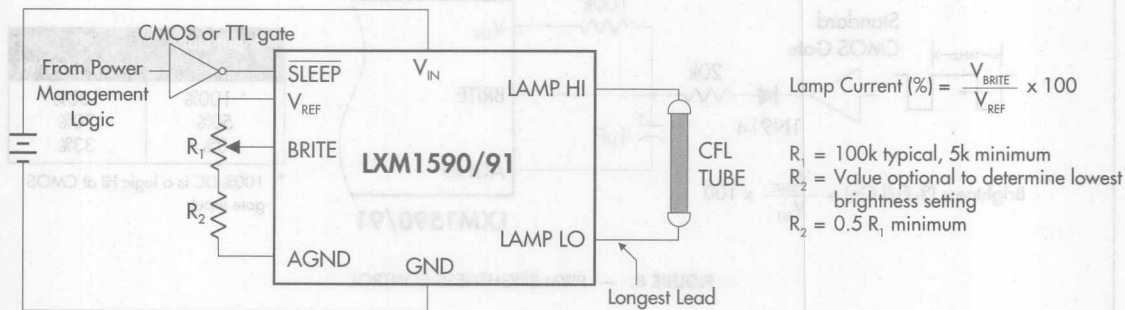 CMOS or TTL gate
From Power
Management
Logic
SLEEP
V_REF
BRITE
AGND
V_IN
GND
LXM1590/91
LAMP HI
LAMP LO
R_1
R_2
CFL
TUBE
Longest Lead
Lamp Current (%) = V_BRITE / V_REF x 100
R_1 = 100k typical, 5k minimum
R_2 = Value optional to determine lowest
brightness setting
R_2 = 0.5 R_1 minimum